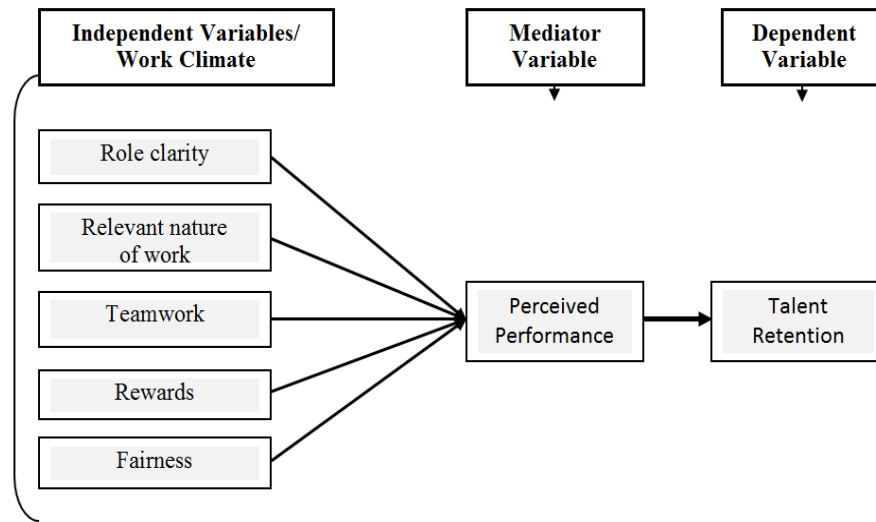 Independent Variables/
Work Climate
Mediator
Variable
Dependent
Variable
Role clarity
Relevant nature
of work
Teamwork
Rewards
Fairness
Perceived
Performance
Talent
Retention